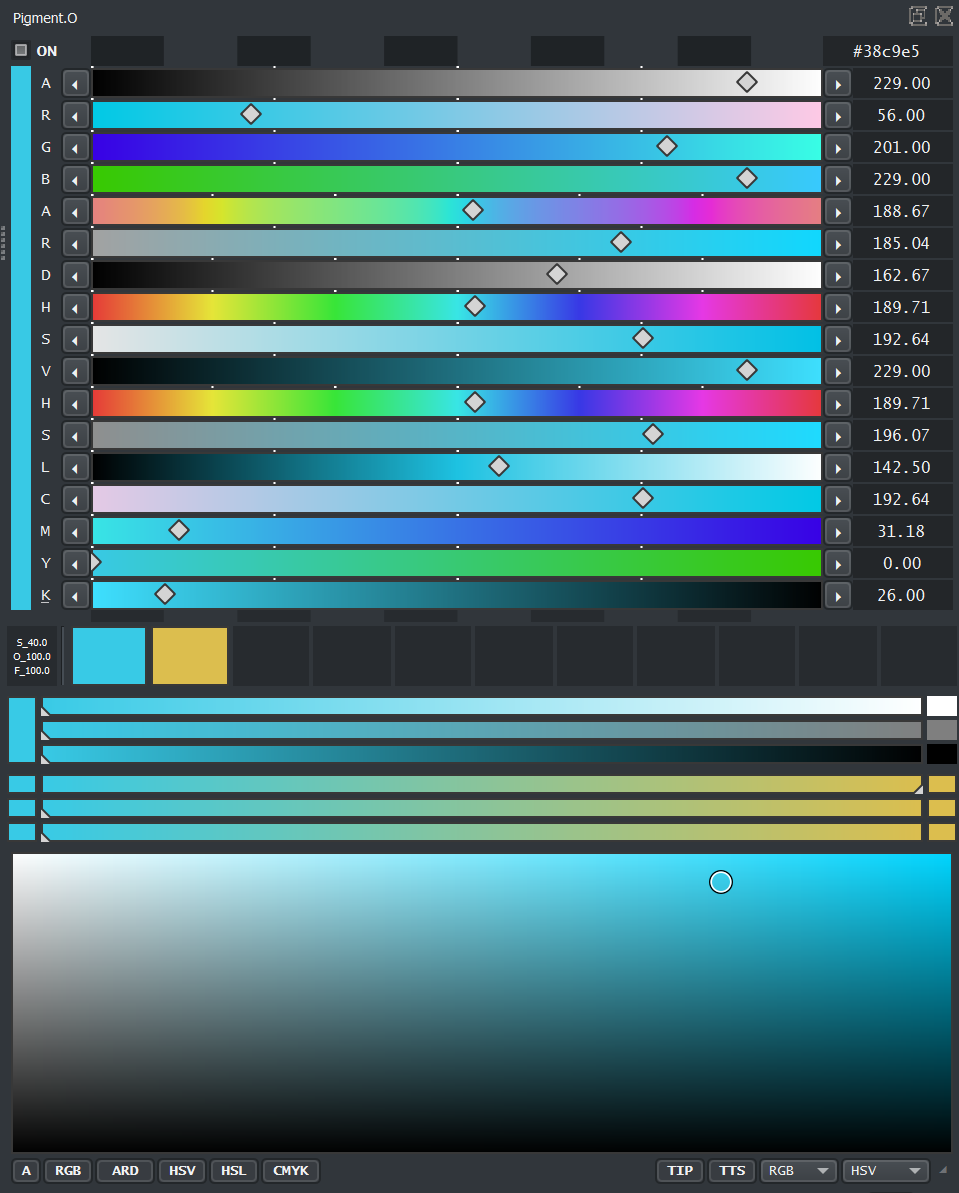 Pigment.O
ON
#38c9e5
A 229.00
R 56.00
G 201.00
B 229.00
A 188.67
R 185.04
D 162.67
H 189.71
S 192.64
V 229.00
H 189.71
S 196.07
L 142.50
C 192.64
M 31.18
Y 0.00
K 26.00
S_40.0
O_100.0
F_100.0
A RGB ARD HSV HSL CMYK TIP TTS RGB HSV